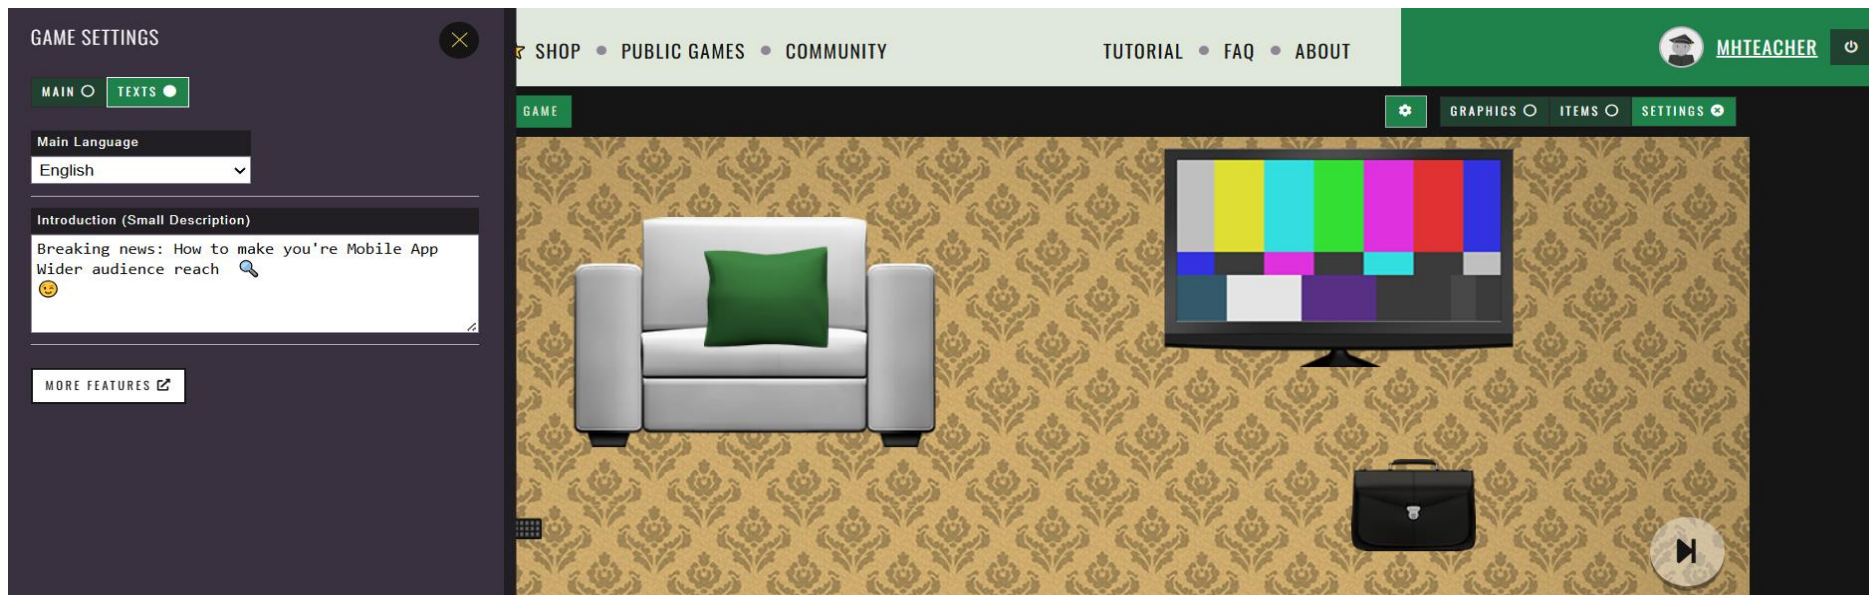 GAME SETTINGS
MAIN TEXTS
Main Language
English
Introduction (Small Description)
Breaking news: How to make you're Mobile App
Wider audience reach 🔍
😉
MORE FEATURES
SHOP PUBLIC GAMES COMMUNITY TUTORIAL FAQ ABOUT MHTEACHER
GAME GRAPHICS ITEMS SETTINGS